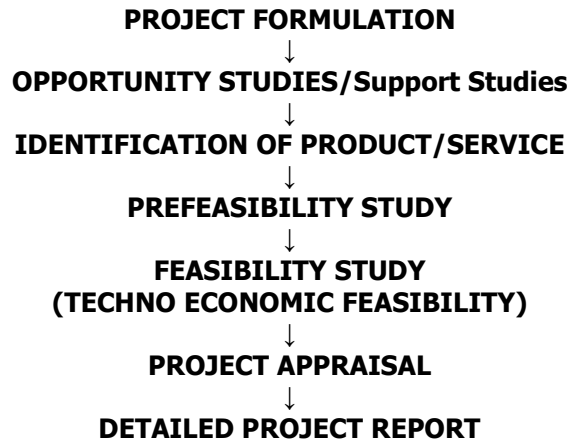 PROJECT FORMULATION
↓
OPPORTUNITY STUDIES/Support Studies
↓
IDENTIFICATION OF PRODUCT/SERVICE
↓
PREFEASIBILITY STUDY
↓
FEASIBILITY STUDY
(TECHNO ECONOMIC FEASIBILITY)
↓
PROJECT APPRAISAL
↓
DETAILED PROJECT REPORT